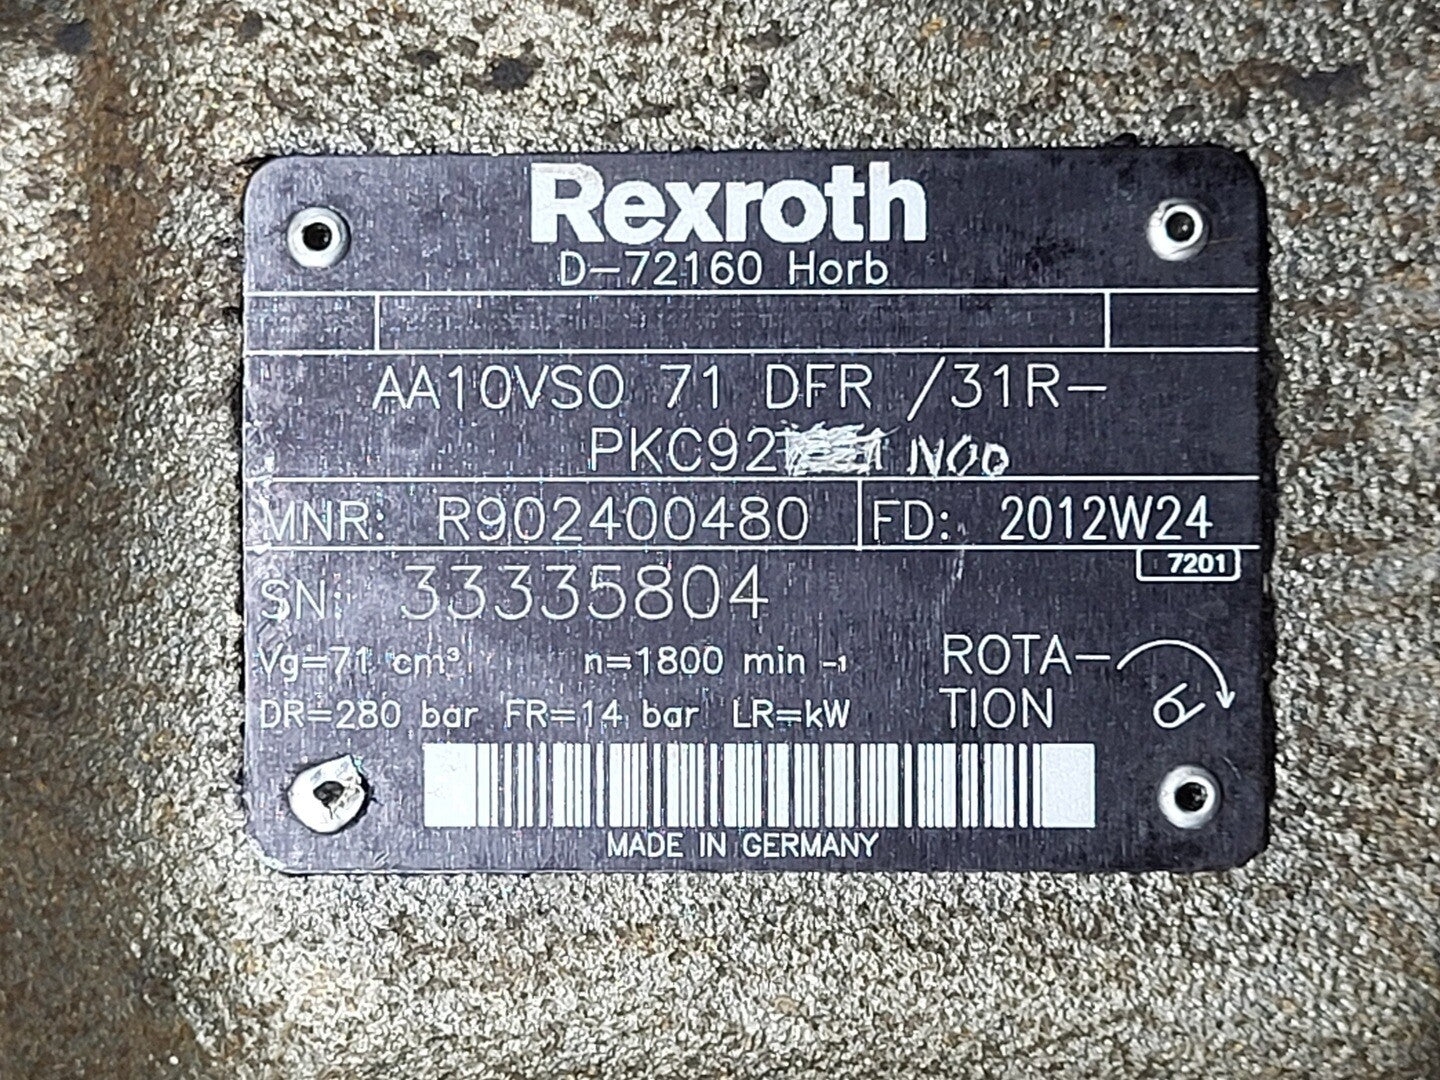 Rexroth
D-72160 Horb
AA10VSO 71 DFR /31R-
PKC92 N00
MNR: R902400480 FD: 2012W24
7201
SN: 33335804
Vg=71 cm³ n=1800 min -1
ROTA-
TION
DR=280 bar FR=14 bar LR=kW
MADE IN GERMANY